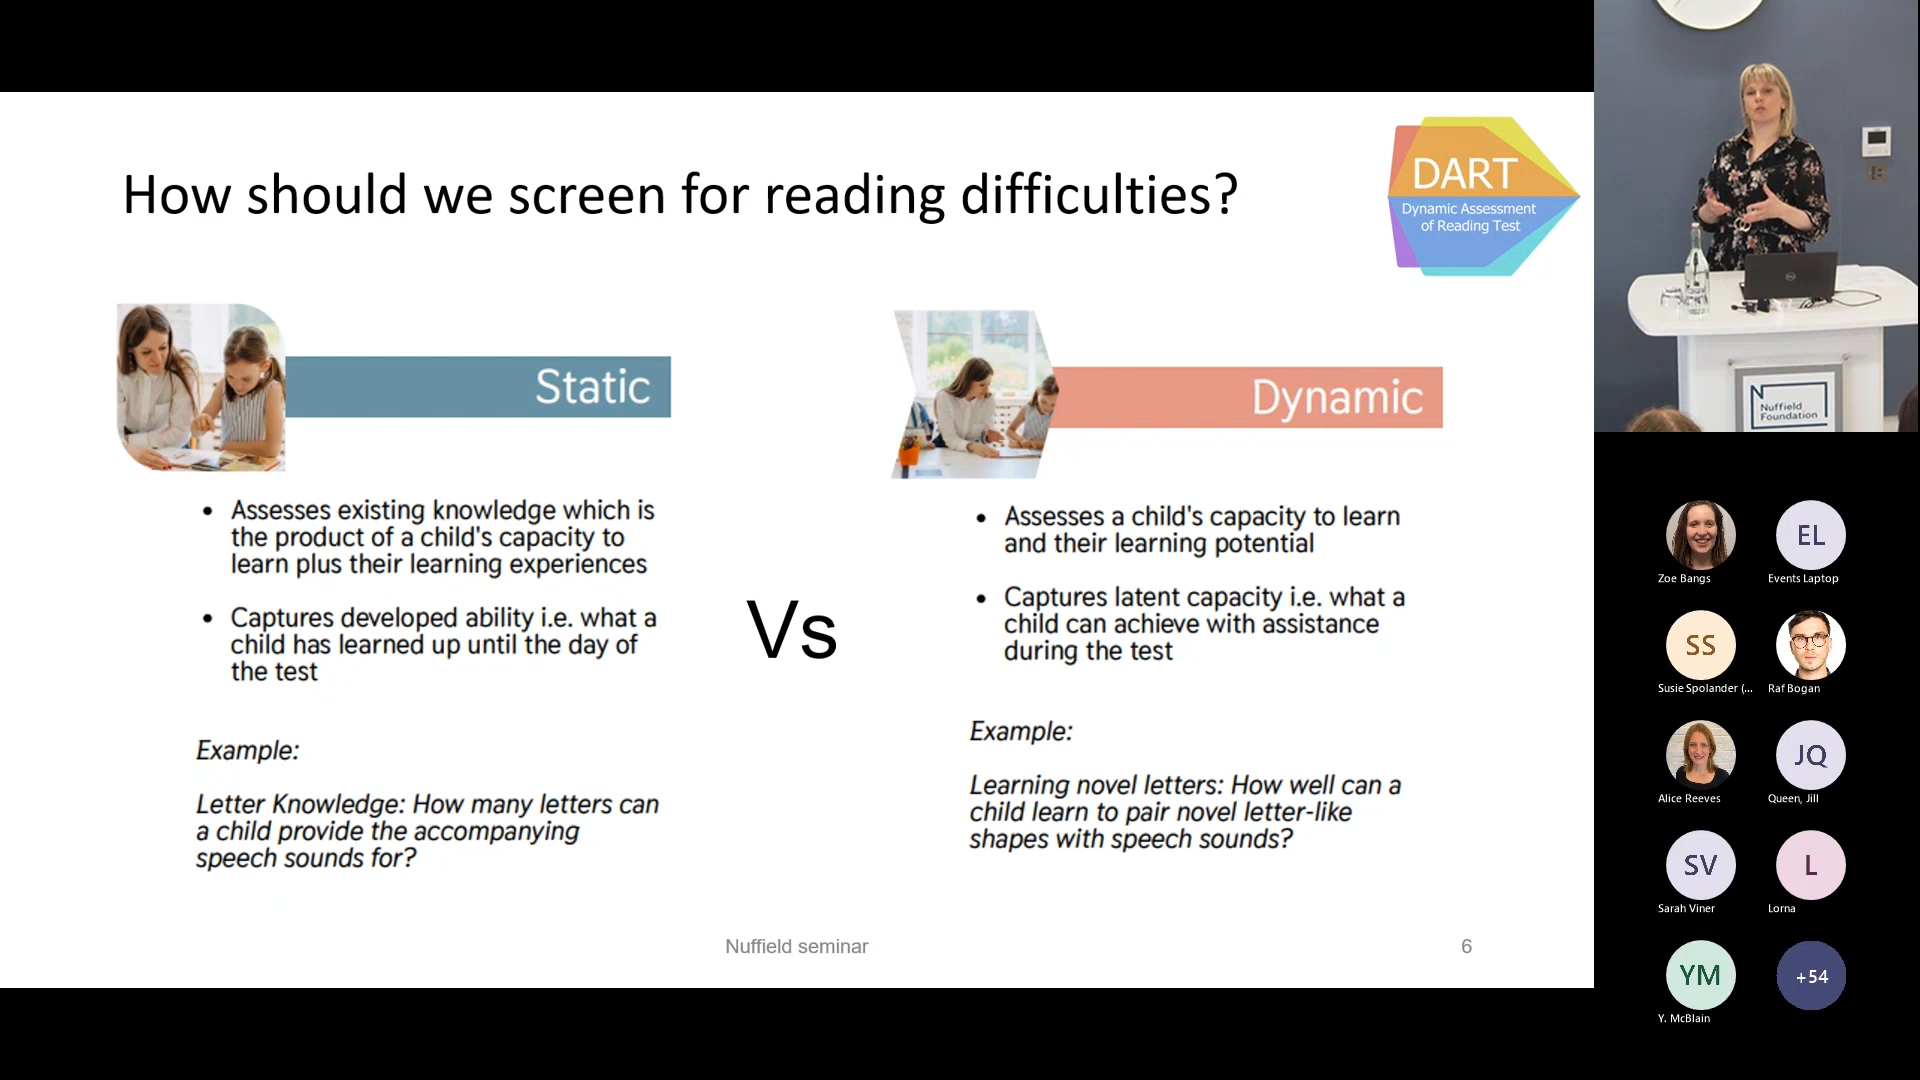 How should we screen for reading difficulties?
DART
Dynamic Assessment
of Reading Test
Static
• Assesses existing knowledge which is
the product of a child's capacity to
learn plus their learning experiences
• Captures developed ability i.e. what a
child has learned up until the day of
the test
Example:
Letter Knowledge: How many letters can
a child provide the accompanying
speech sounds for?
Vs
Dynamic
• Assesses a child's capacity to learn
and their learning potential
• Captures latent capacity i.e. what a
child can achieve with assistance
during the test
Example:
Learning novel letters: How well can a
child learn to pair novel letter-like
shapes with speech sounds?
Nuffield seminar
6
DELL
N
Nuffield
Foundation
Zoe Bangs
EL
Events Laptop
SS
Susie Spolander (...
Raf Bogan
Alice Reeves
JQ
Queen, Jill
SV
Sarah Viner
L
Lorna
YM
Y. McBlain
+54